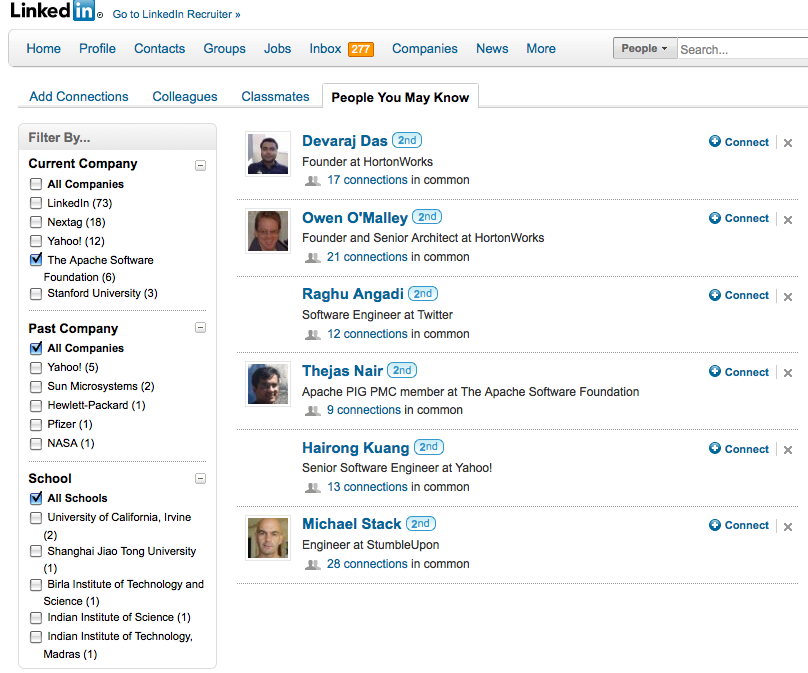 Linked in® Go to LinkedIn Recruiter »
Home Profile Contacts Groups Jobs Inbox 277 Companies News More People Search...
Add Connections Colleagues Classmates People You May Know
Filter By...
Current Company
All Companies
LinkedIn (73)
Nextag (18)
Yahoo! (12)
The Apache Software
Foundation (6)
Stanford University (3)
Past Company
All Companies
Yahoo! (5)
Sun Microsystems (2)
Hewlett-Packard (1)
Pfizer (1)
NASA (1)
School
All Schools
University of California, Irvine
(2)
Shanghai Jiao Tong University
(1)
Birla Institute of Technology and
Science (1)
Indian Institute of Science (1)
Indian Institute of Technology,
Madras (1)
Devaraj Das 2nd Connect
Founder at HortonWorks
17 connections in common
Owen O'Malley 2nd Connect
Founder and Senior Architect at HortonWorks
21 connections in common
Raghu Angadi 2nd Connect
Software Engineer at Twitter
12 connections in common
Thejas Nair 2nd Connect
Apache PIG PMC member at The Apache Software Foundation
9 connections in common
Hairong Kuang 2nd Connect
Senior Software Engineer at Yahoo!
13 connections in common
Michael Stack 2nd Connect
Engineer at StumbleUpon
28 connections in common